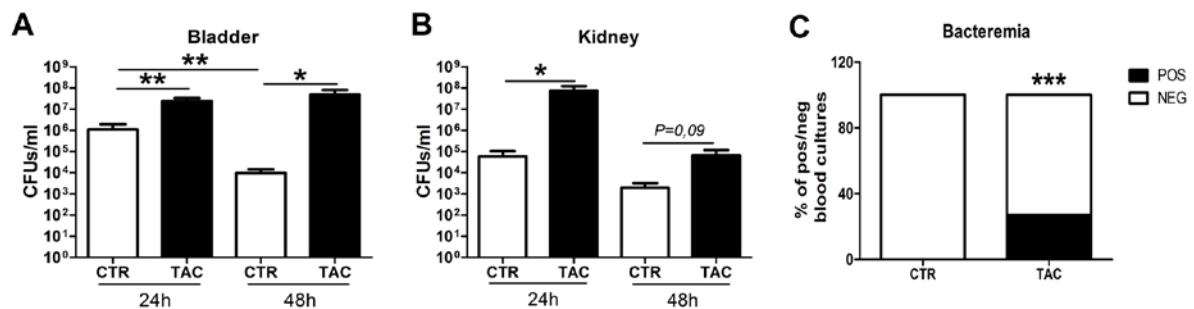 A
Bladder
**
**
*
CFUs/ml
10⁹
10⁸
10⁷
10⁶
10⁵
10⁴
10³
10²
10¹
10⁰
CTR TAC CTR TAC
24h 48h
B
Kidney
*
P=0,09
CFUs/ml
10⁹
10⁸
10⁷
10⁶
10⁵
10⁴
10³
10²
10¹
10⁰
CTR TAC CTR TAC
24h 48h
C
Bacteremia
***
% of pos/neg
blood cultures
120
80
40
0
CTR TAC
POS
NEG